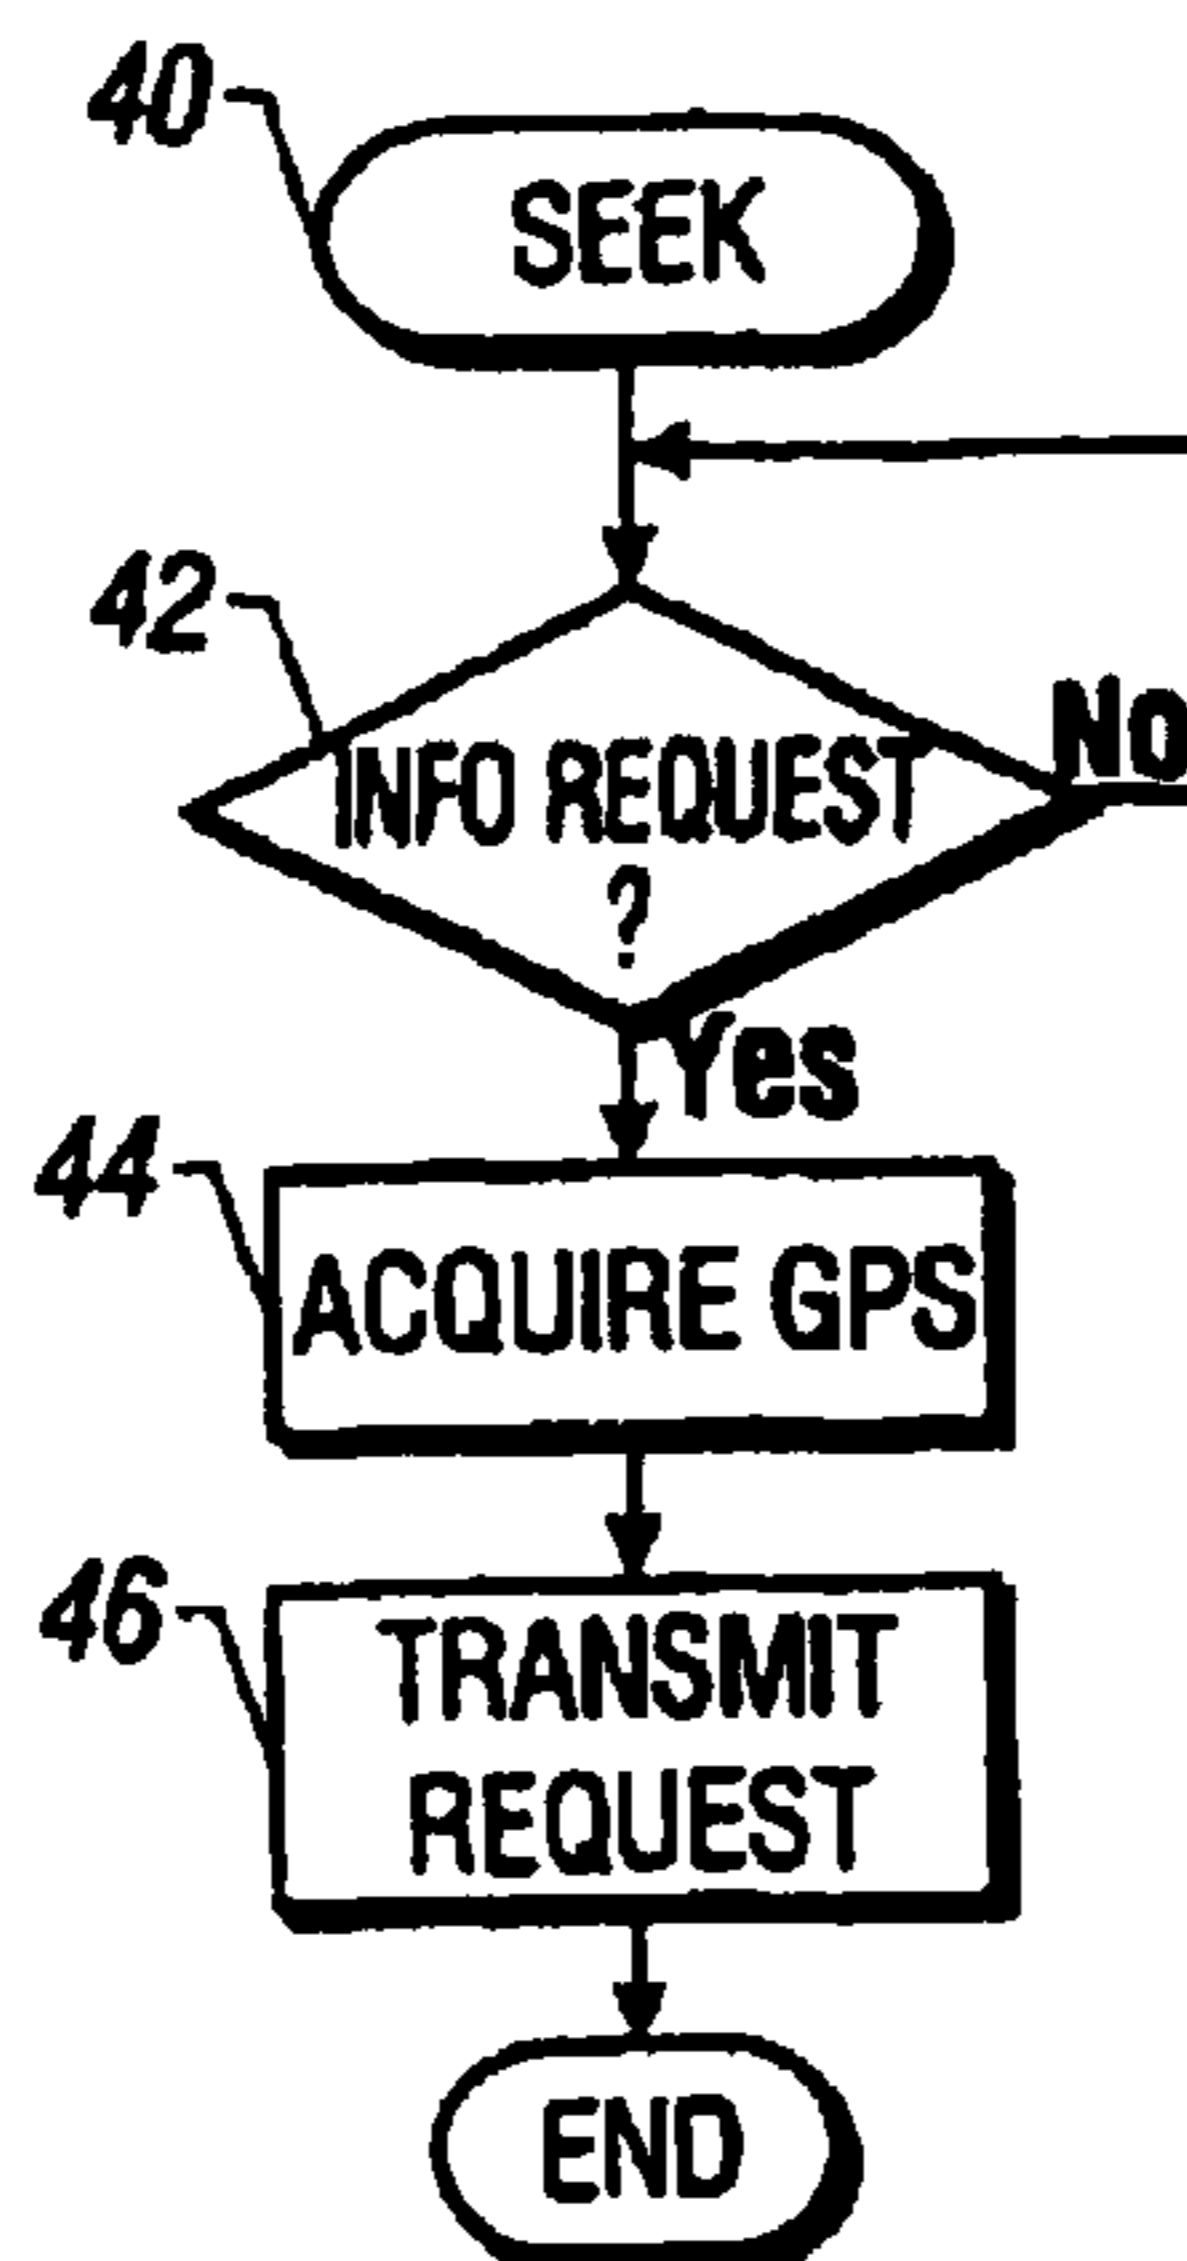 40
SEEK
42
INFO REQUEST
?
No
Yes
44
ACQUIRE GPS
46
TRANSMIT
REQUEST
END